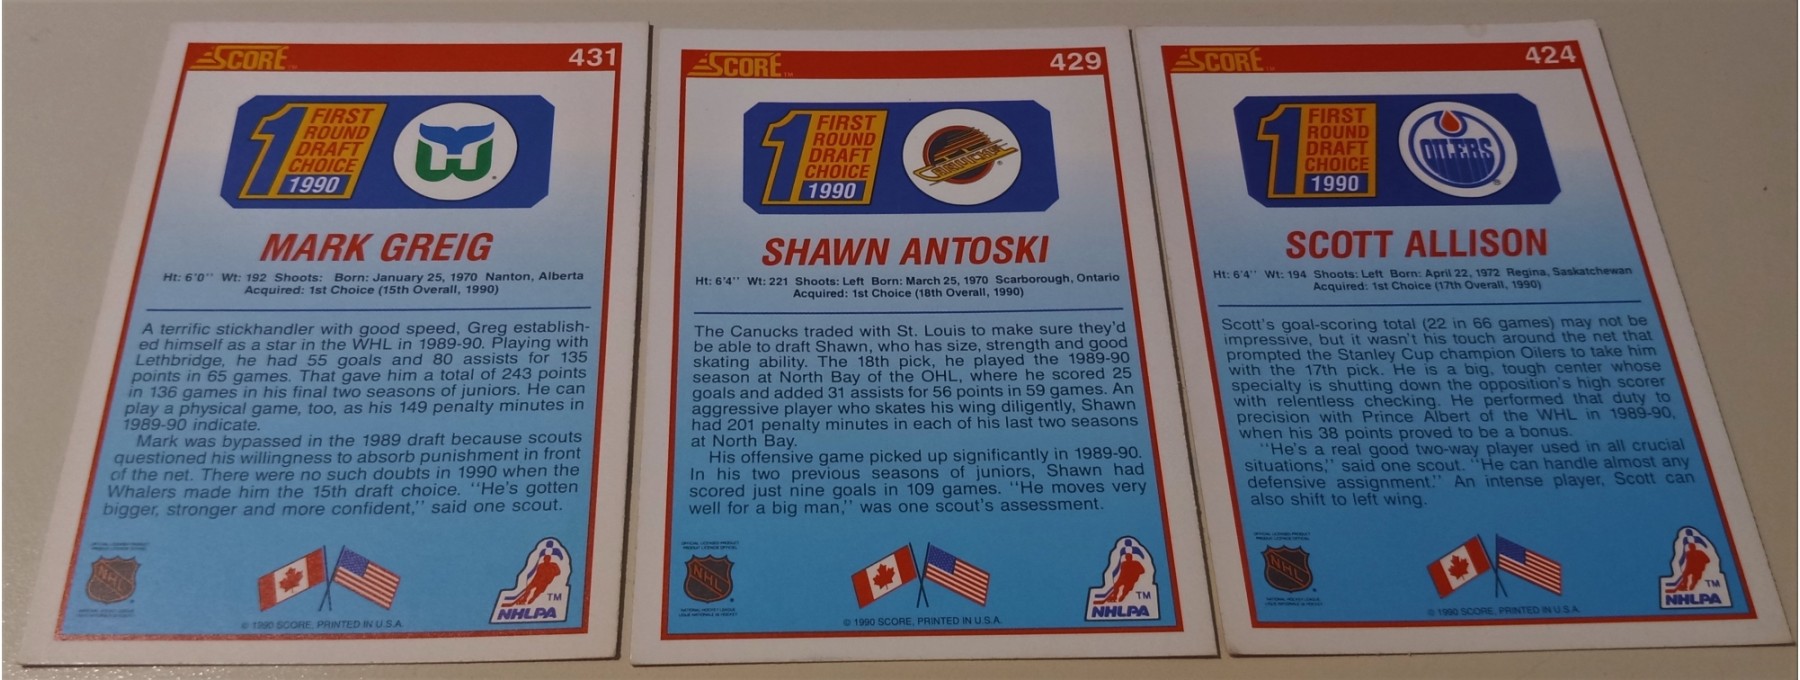 SCORE ™ 431
1 FIRST
ROUND
DRAFT
CHOICE
1990
MARK GREIG
Ht: 6'0'' Wt: 192 Shoots: Born: January 25, 1970 Nanton, Alberta
Acquired: 1st Choice (15th Overall, 1990)
A terrific stickhandler with good speed, Greig establish-
ed himself as a star in the WHL in 1989-90. Playing with
Lethbridge, he had 55 goals and 80 assists for 135
points in 65 games. That gave him a total of 243 points
in 136 games in his final two seasons of juniors. He can
play a physical game, too, as his 149 penalty minutes in
1989-90 indicate.
Mark was bypassed in the 1989 draft because scouts
questioned his willingness to absorb punishment in front
of the net. There were no such doubts in 1990 when the
Whalers made him the 15th draft choice. ''He's gotten
bigger, stronger and more confident,'' said one scout.
NHL
NHLPA TM
© 1990 SCORE, PRINTED IN U.S.A.
SCORE ™ 429
1 FIRST
ROUND
DRAFT
CHOICE
1990
CANUCKS
SHAWN ANTOSKI
Ht: 6'4'' Wt: 221 Shoots: Left Born: March 25, 1970 Scarborough, Ontario
Acquired: 1st Choice (18th Overall, 1990)
The Canucks traded with St. Louis to make sure they'd
be able to draft Shawn, who has size, strength and good
skating ability. The 18th pick, he played the 1989-90
season at North Bay of the OHL, where he scored 25
goals and added 31 assists for 56 points in 59 games. An
aggressive player who skates his wing diligently, Shawn
had 201 penalty minutes in each of his last two seasons
at North Bay.
His offensive game picked up significantly in 1989-90.
In his two previous seasons of juniors, Shawn had
scored just nine goals in 109 games. ''He moves very
well for a big man,'' was one scout's assessment.
NHL
NHLPA TM
© 1990 SCORE, PRINTED IN U.S.A.
SCORE ™ 424
1 FIRST
ROUND
DRAFT
CHOICE
1990
OILERS
SCOTT ALLISON
Ht: 6'4'' Wt: 194 Shoots: Left Born: April 22, 1972 Regina, Saskatchewan
Acquired: 1st Choice (17th Overall, 1990)
Scott's goal-scoring total (22 in 66 games) may not be
impressive, but it wasn't his touch around the net that
prompted the Stanley Cup champion Oilers to take him
with the 17th pick. He is a big, tough center whose
specialty is shutting down the opposition's high scorer
with relentless checking. He performed that duty to
precision with Prince Albert of the WHL in 1989-90,
when his 38 points proved to be a bonus.
''He's a real good two-way player used in all crucial
situations,'' said one scout. ''He can handle almost any
defensive assignment.'' An intense player, Scott can
also shift to left wing.
NHL
NHLPA TM
© 1990 SCORE, PRINTED IN U.S.A.